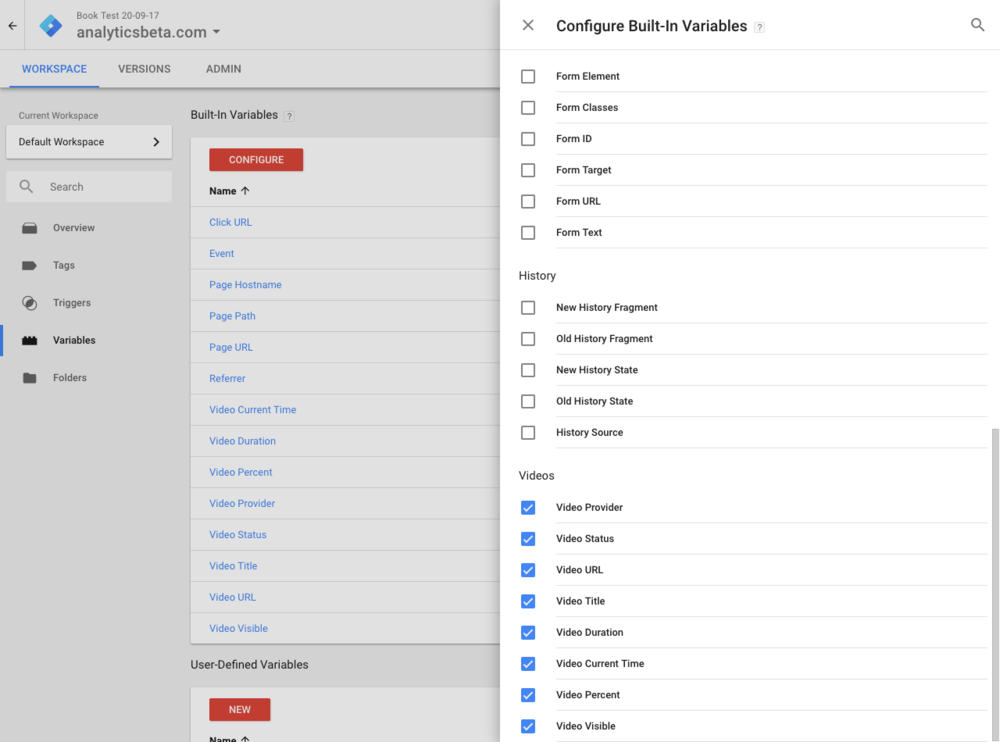 Book Test 20-09-17
analyticsbeta.com
WORKSPACE VERSIONS ADMIN
Current Workspace
Default Workspace
Search
Overview
Tags
Triggers
Variables
Folders
Built-In Variables ?
CONFIGURE
Name
Click URL
Event
Page Hostname
Page Path
Page URL
Referrer
Video Current Time
Video Duration
Video Percent
Video Provider
Video Status
Video Title
Video URL
Video Visible
User-Defined Variables
NEW
Name
Configure Built-In Variables ?
Form Element
Form Classes
Form ID
Form Target
Form URL
Form Text
History
New History Fragment
Old History Fragment
New History State
Old History State
History Source
Videos
Video Provider
Video Status
Video URL
Video Title
Video Duration
Video Current Time
Video Percent
Video Visible